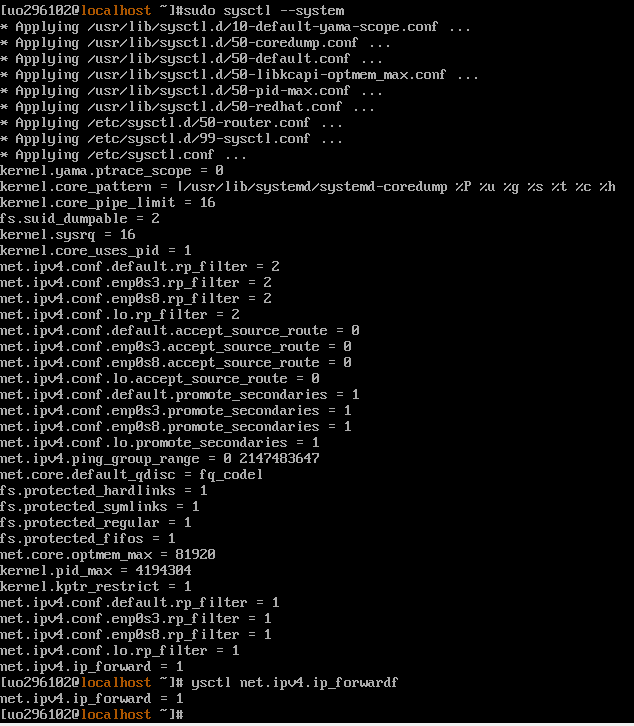 [uo296102@localhost ~]#sudo sysctl --system
* Applying /usr/lib/sysctl.d/10-default-yama-scope.conf ...
* Applying /usr/lib/sysctl.d/50-coredump.conf ...
* Applying /usr/lib/sysctl.d/50-default.conf ...
* Applying /usr/lib/sysctl.d/50-libkcapi-optmem_max.conf ...
* Applying /usr/lib/sysctl.d/50-pid-max.conf ...
* Applying /usr/lib/sysctl.d/50-redhat.conf ...
* Applying /etc/sysctl.d/50-router.conf ...
* Applying /etc/sysctl.d/99-sysctl.conf ...
* Applying /etc/sysctl.conf ...
kernel.yama.ptrace_scope = 0
kernel.core_pattern = |/usr/lib/systemd/systemd-coredump %P %u %g %s %t %c %h
kernel.core_pipe_limit = 16
fs.suid_dumpable = 2
kernel.sysrq = 16
kernel.core_uses_pid = 1
net.ipv4.conf.default.rp_filter = 2
net.ipv4.conf.enp0s3.rp_filter = 2
net.ipv4.conf.enp0s8.rp_filter = 2
net.ipv4.conf.lo.rp_filter = 2
net.ipv4.conf.default.accept_source_route = 0
net.ipv4.conf.enp0s3.accept_source_route = 0
net.ipv4.conf.enp0s8.accept_source_route = 0
net.ipv4.conf.lo.accept_source_route = 0
net.ipv4.conf.default.promote_secondaries = 1
net.ipv4.conf.enp0s3.promote_secondaries = 1
net.ipv4.conf.enp0s8.promote_secondaries = 1
net.ipv4.conf.lo.promote_secondaries = 1
net.ipv4.ping_group_range = 0 2147483647
net.core.default_qdisc = fq_codel
fs.protected_hardlinks = 1
fs.protected_symlinks = 1
fs.protected_regular = 1
fs.protected_fifos = 1
net.core.optmem_max = 81920
kernel.pid_max = 4194304
kernel.kptr_restrict = 1
net.ipv4.conf.default.rp_filter = 1
net.ipv4.conf.enp0s3.rp_filter = 1
net.ipv4.conf.enp0s8.rp_filter = 1
net.ipv4.conf.lo.rp_filter = 1
net.ipv4.ip_forward = 1
[uo296102@localhost ~]# ysctl net.ipv4.ip_forwardf
net.ipv4.ip_forward = 1
[uo296102@localhost ~]#